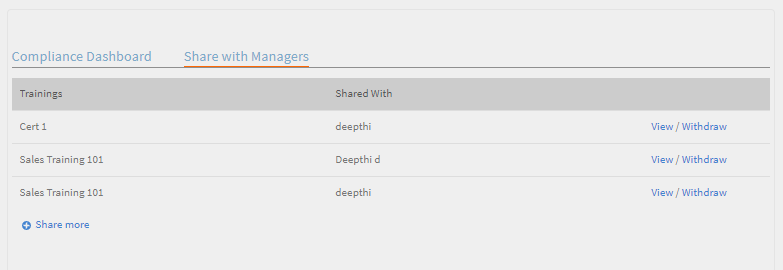 Compliance Dashboard Share with Managers
Trainings Shared With
Cert 1 deepthi View / Withdraw
Sales Training 101 Deepthi d View / Withdraw
Sales Training 101 deepthi View / Withdraw
Share more